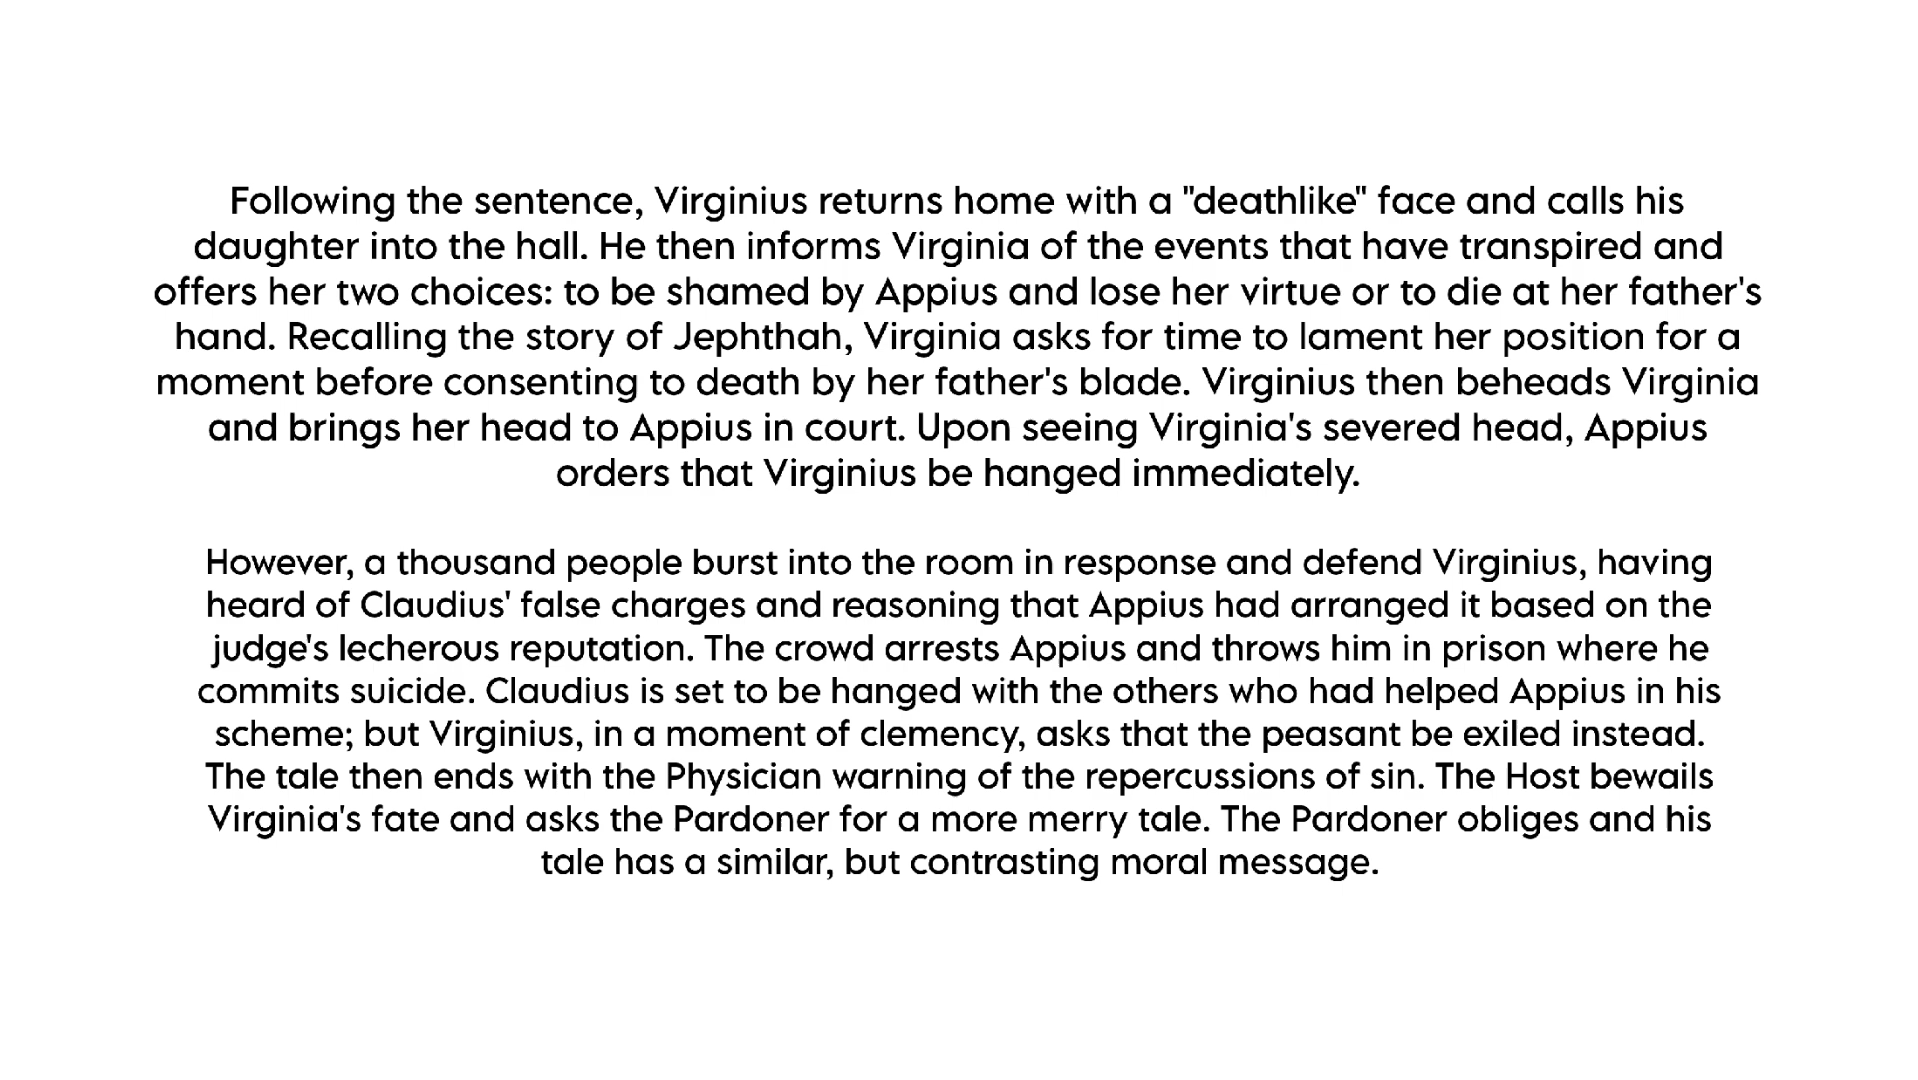 Following the sentence, Virginius returns home with a "deathlike" face and calls his
daughter into the hall. He then informs Virginia of the events that have transpired and
offers her two choices: to be shamed by Appius and lose her virtue or to die at her father's
hand. Recalling the story of Jephthah, Virginia asks for time to lament her position for a
moment before consenting to death by her father's blade. Virginius then beheads Virginia
and brings her head to Appius in court. Upon seeing Virginia's severed head, Appius
orders that Virginius be hanged immediately.
However, a thousand people burst into the room in response and defend Virginius, having
heard of Claudius' false charges and reasoning that Appius had arranged it based on the
judge's lecherous reputation. The crowd arrests Appius and throws him in prison where he
commits suicide. Claudius is set to be hanged with the others who had helped Appius in his
scheme; but Virginius, in a moment of clemency, asks that the peasant be exiled instead.
The tale then ends with the Physician warning of the repercussions of sin. The Host bewails
Virginia's fate and asks the Pardoner for a more merry tale. The Pardoner obliges and his
tale has a similar, but contrasting moral message.